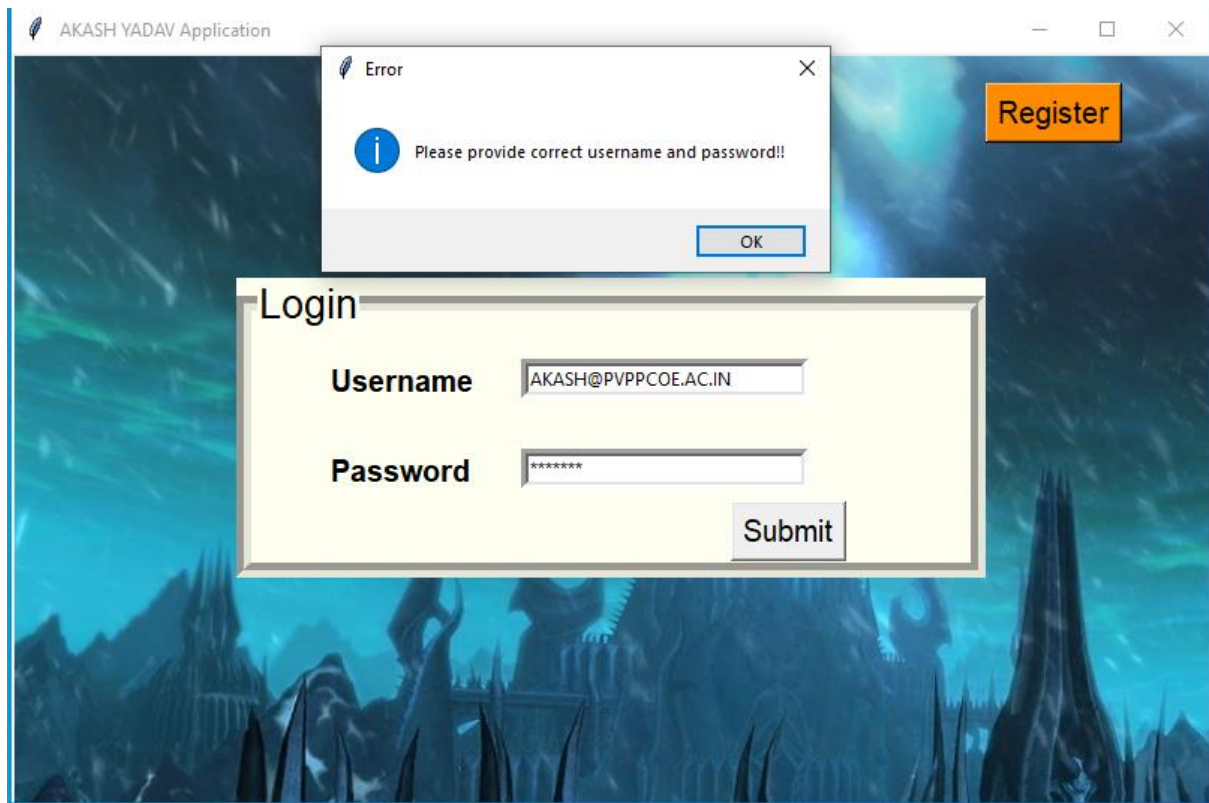 AKASH YADAV Application
Error
Register
Please provide correct username and password!!
OK
Login
Username AKASH@PVPPCOE.AC.IN
Password *******
Submit